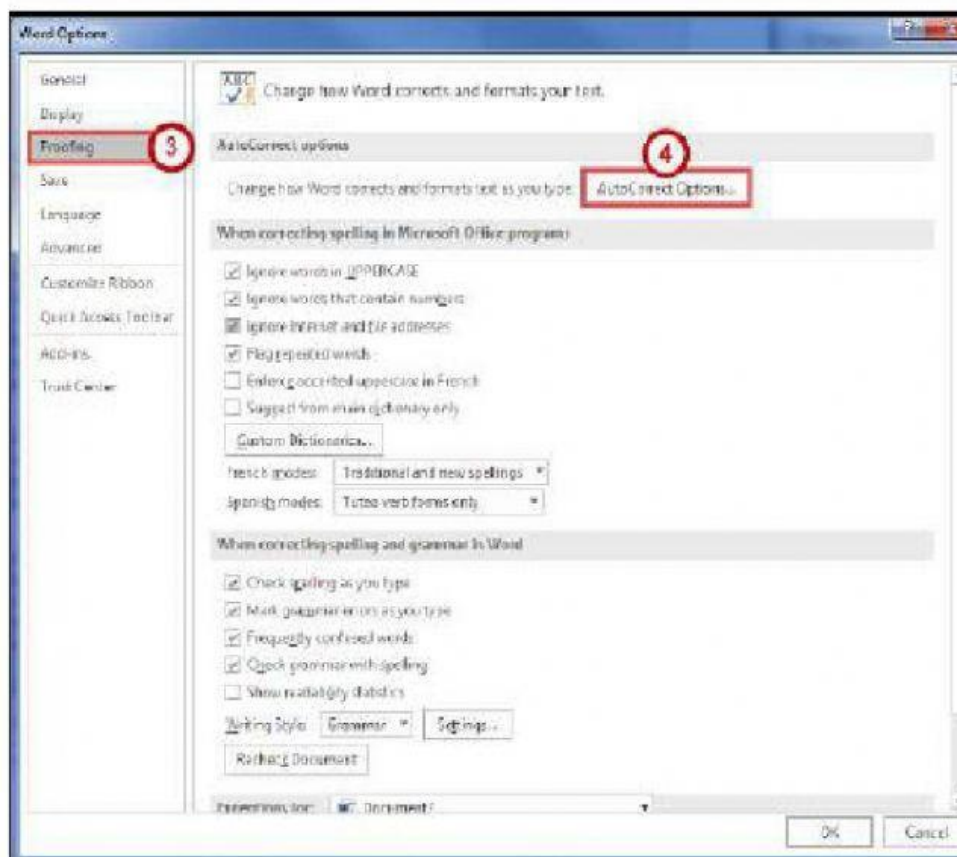 Word Options
General
Display
Proofing
3
Save
Language
Advanced
Customize Ribbon
Quick Access Toolbar
Add-Ins
Trust Center
ABC
Change how Word corrects and formats your text.
AutoCorrect options
4
Change how Word corrects and formats text as you type: AutoCorrect Options...
When correcting spelling in Microsoft Office programs
Ignore words in UPPERCASE
Ignore words that contain numbers
Ignore Internet and file addresses
Flag repeated words
Enforce accented uppercase in French
Suggest from main dictionary only
Custom Dictionaries...
French modes: Traditional and new spellings
Spanish modes: Tuteo verb forms only
When correcting spelling and grammar in Word
Check spelling as you type
Mark grammar errors as you type
Frequently confused words
Check grammar with spelling
Show readability statistics
Writing Style: Grammar Settings...
Recheck Document
Exceptions for:
OK Cancel